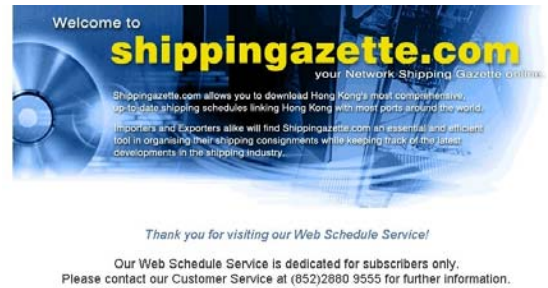 Welcome to
shippingazette.com
your Network Shipping Gazette online.
Shippingazette.com allows you to download Hong Kong's most comprehensive,
up-to-date shipping schedules linking Hong Kong with most ports around the world.
Importers and Exporters alike will find Shippingazette.com an essential and efficient
tool in organising their shipping consignments while keeping track of the latest
developments in the shipping industry.
Thank you for visiting our Web Schedule Service!
Our Web Schedule Service is dedicated for subscribers only.
Please contact our Customer Service at (852)2880 9555 for further information.